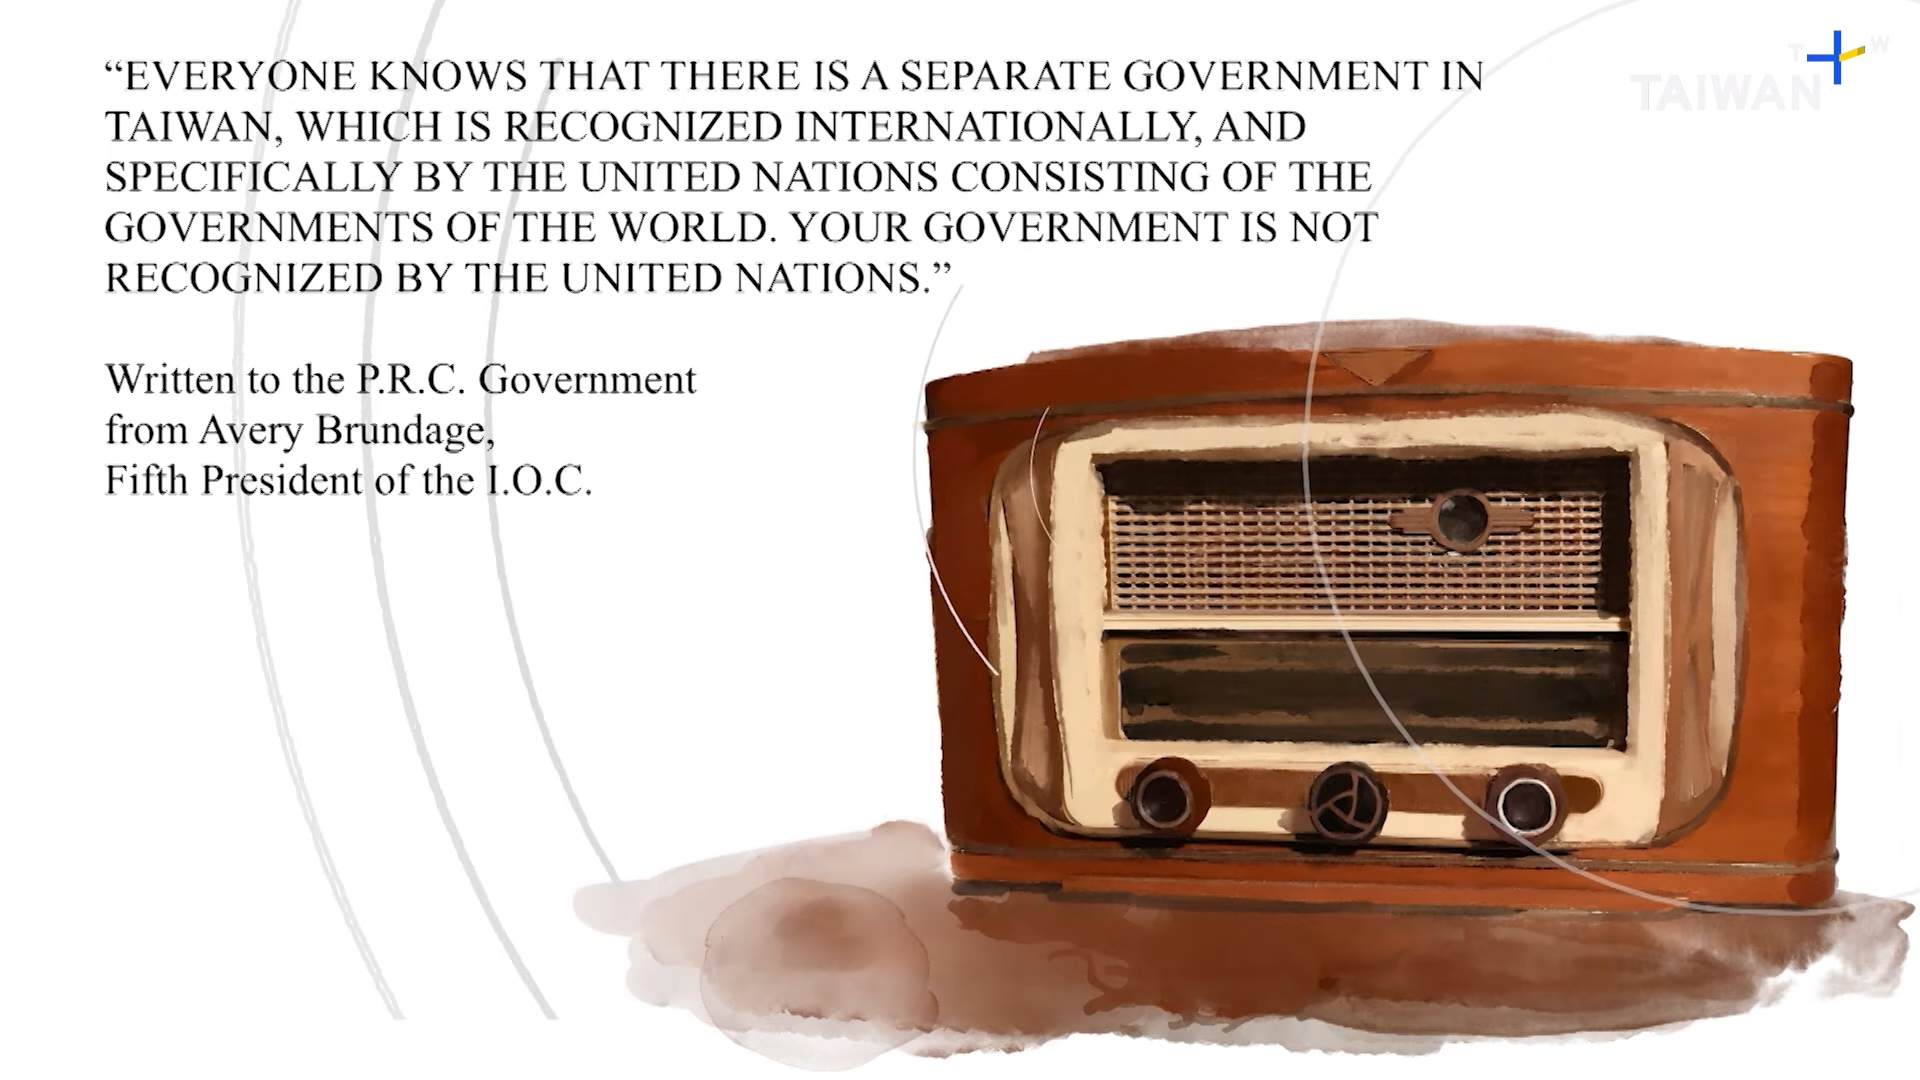 “EVERYONE KNOWS THAT THERE IS A SEPARATE GOVERNMENT IN
TAIWAN, WHICH IS RECOGNIZED INTERNATIONALLY, AND
SPECIFICALLY BY THE UNITED NATIONS CONSISTING OF THE
GOVERNMENTS OF THE WORLD. YOUR GOVERNMENT IS NOT
RECOGNIZED BY THE UNITED NATIONS.”
Written to the P.R.C. Government
from Avery Brundage,
Fifth President of the I.O.C.
TAIWAN